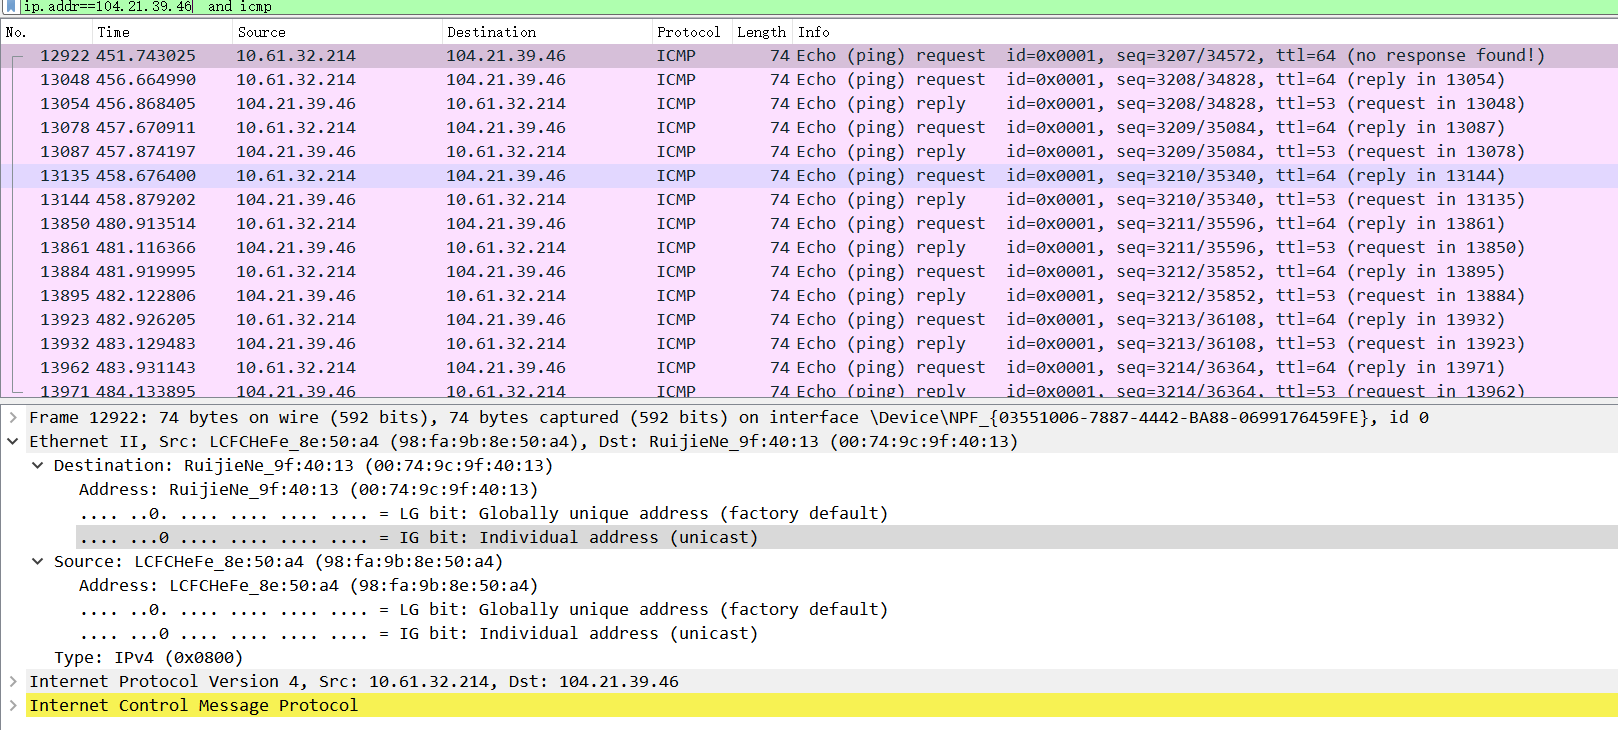 ip.addr==104.21.39.46 and icmp
No. Time Source Destination Protocol Length Info
12922 451.743025 10.61.32.214 104.21.39.46 ICMP 74 Echo (ping) request id=0x0001, seq=3207/34572, ttl=64 (no response found!)
13048 456.664990 10.61.32.214 104.21.39.46 ICMP 74 Echo (ping) request id=0x0001, seq=3208/34828, ttl=64 (reply in 13054)
13054 456.868405 104.21.39.46 10.61.32.214 ICMP 74 Echo (ping) reply id=0x0001, seq=3208/34828, ttl=53 (request in 13048)
13078 457.670911 10.61.32.214 104.21.39.46 ICMP 74 Echo (ping) request id=0x0001, seq=3209/35084, ttl=64 (reply in 13087)
13087 457.874197 104.21.39.46 10.61.32.214 ICMP 74 Echo (ping) reply id=0x0001, seq=3209/35084, ttl=53 (request in 13078)
13135 458.676400 10.61.32.214 104.21.39.46 ICMP 74 Echo (ping) request id=0x0001, seq=3210/35340, ttl=64 (reply in 13144)
13144 458.879202 104.21.39.46 10.61.32.214 ICMP 74 Echo (ping) reply id=0x0001, seq=3210/35340, ttl=53 (request in 13135)
13850 480.913514 10.61.32.214 104.21.39.46 ICMP 74 Echo (ping) request id=0x0001, seq=3211/35596, ttl=64 (reply in 13861)
13861 481.116366 104.21.39.46 10.61.32.214 ICMP 74 Echo (ping) reply id=0x0001, seq=3211/35596, ttl=53 (request in 13850)
13884 481.919995 10.61.32.214 104.21.39.46 ICMP 74 Echo (ping) request id=0x0001, seq=3212/35852, ttl=64 (reply in 13895)
13895 482.122806 104.21.39.46 10.61.32.214 ICMP 74 Echo (ping) reply id=0x0001, seq=3212/35852, ttl=53 (request in 13884)
13923 482.926205 10.61.32.214 104.21.39.46 ICMP 74 Echo (ping) request id=0x0001, seq=3213/36108, ttl=64 (reply in 13932)
13932 483.129483 104.21.39.46 10.61.32.214 ICMP 74 Echo (ping) reply id=0x0001, seq=3213/36108, ttl=53 (request in 13923)
13962 483.931143 10.61.32.214 104.21.39.46 ICMP 74 Echo (ping) request id=0x0001, seq=3214/36364, ttl=64 (reply in 13971)
13971 484.133895 104.21.39.46 10.61.32.214 ICMP 74 Echo (ping) reply id=0x0001, seq=3214/36364, ttl=53 (request in 13962)
Frame 12922: 74 bytes on wire (592 bits), 74 bytes captured (592 bits) on interface \Device\NPF_{03551006-7887-4442-BA88-0699176459FE}, id 0
Ethernet II, Src: LCFCHeFe_8e:50:a4 (98:fa:9b:8e:50:a4), Dst: RuijieNe_9f:40:13 (00:74:9c:9f:40:13)
Destination: RuijieNe_9f:40:13 (00:74:9c:9f:40:13)
Address: RuijieNe_9f:40:13 (00:74:9c:9f:40:13)
.... ..0. .... .... .... .... = LG bit: Globally unique address (factory default)
.... ...0 .... .... .... .... = IG bit: Individual address (unicast)
Source: LCFCHeFe_8e:50:a4 (98:fa:9b:8e:50:a4)
Address: LCFCHeFe_8e:50:a4 (98:fa:9b:8e:50:a4)
.... ..0. .... .... .... .... = LG bit: Globally unique address (factory default)
.... ...0 .... .... .... .... = IG bit: Individual address (unicast)
Type: IPv4 (0x0800)
Internet Protocol Version 4, Src: 10.61.32.214, Dst: 104.21.39.46
Internet Control Message Protocol